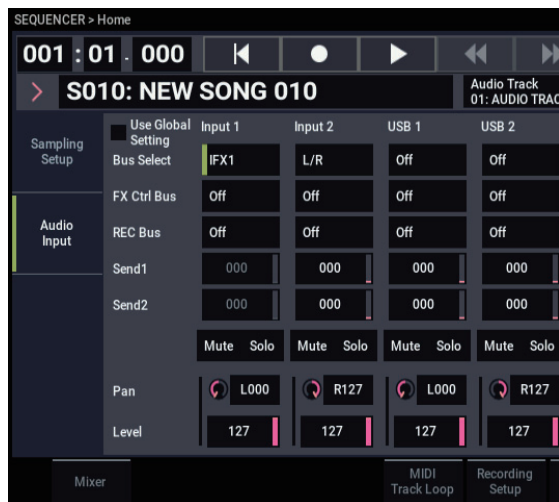 SEQUENCER > Home
001 : 01 . 000
S010: NEW SONG 010
Audio Track
01: AUDIO TRAC
Sampling Setup
Audio Input
Use Global Setting Input 1 Input 2 USB 1 USB 2
Bus Select IFX1 L/R Off Off
FX Ctrl Bus Off Off Off Off
REC Bus Off Off Off Off
Send1 000 000 000 000
Send2 000 000 000 000
Mute Solo Mute Solo Mute Solo Mute Solo
Pan L000 R127 L000 R127
Level 127 127 127 127
Mixer
MIDI Track Loop
Recording Setup